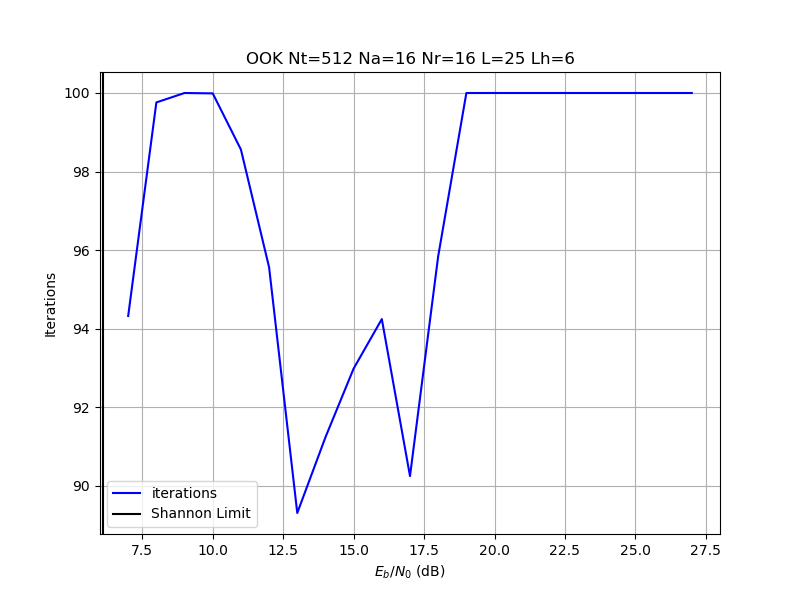 OOK Nt=512 Na=16 Nr=16 L=25 Lh=6
100
98
96
94
92
90
Iterations
iterations
Shannon Limit
7.5 10.0 12.5 15.0 17.5 20.0 22.5 25.0 27.5
E_b/N_0 (dB)